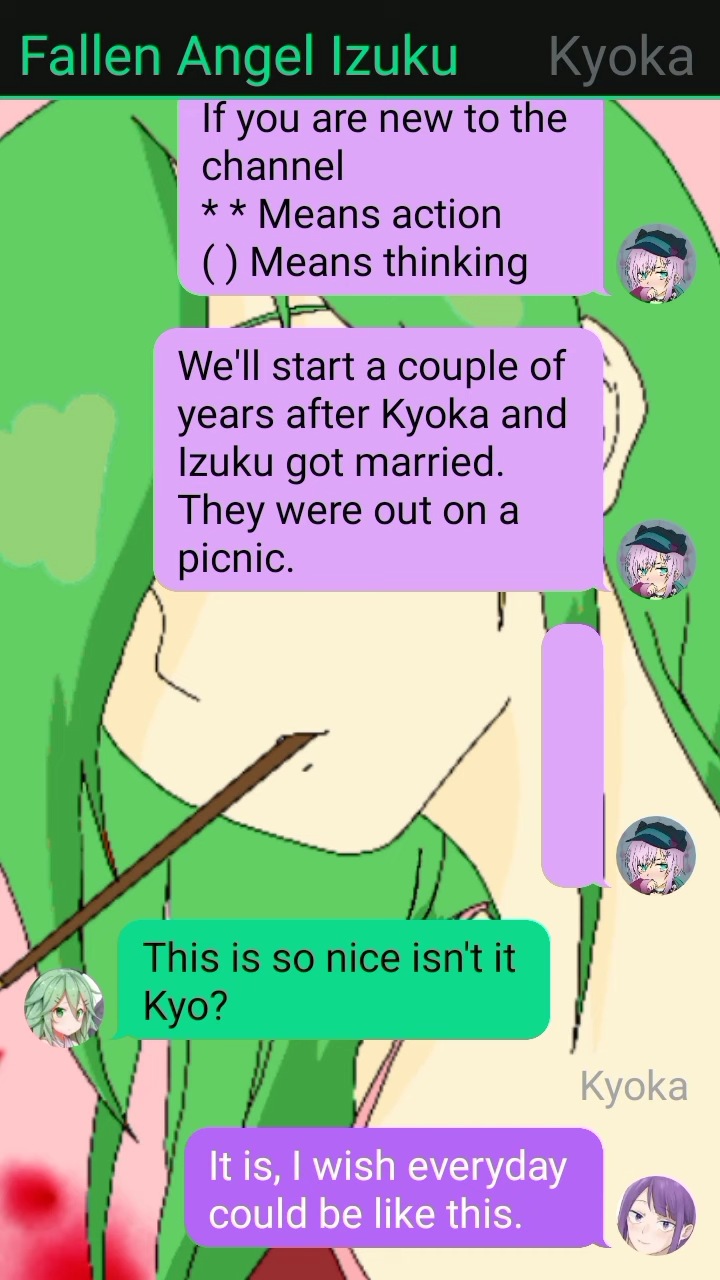 Fallen Angel Izuku Kyoka
If you are new to the
channel
* * Means action
( ) Means thinking
We'll start a couple of
years after Kyoka and
Izuku got married.
They were out on a
picnic.
This is so nice isn't it
Kyo?
Kyoka
It is, I wish everyday
could be like this.